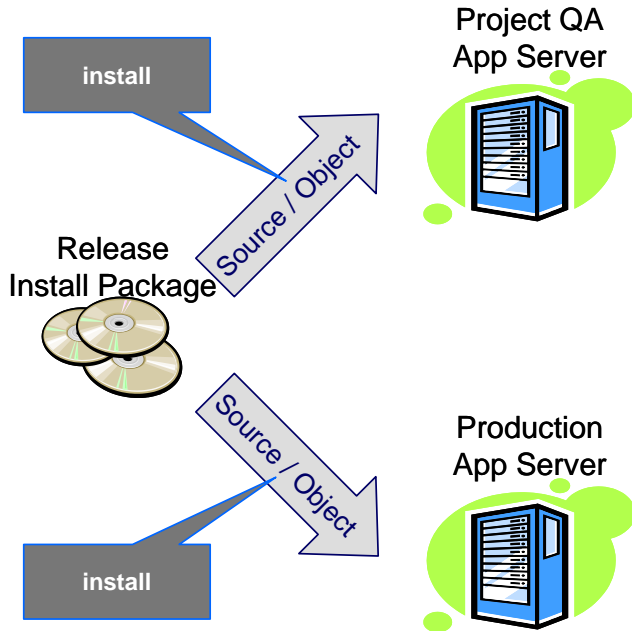 Project QA
App Server
install
Source / Object
Release
Install Package
Source / Object
Production
App Server
install